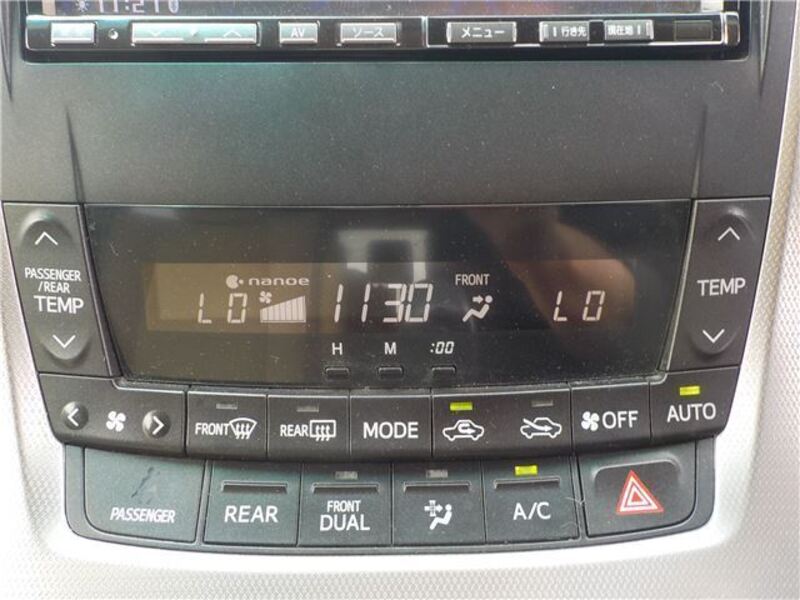 AV
ソース
メニュー
行き先
現在地
PASSENGER
/REAR
TEMP
nanoe
LO
1130
FRONT
LO
TEMP
H
M
:00
FRONT
REAR
MODE
OFF
AUTO
PASSENGER
REAR
FRONT
DUAL
A/C